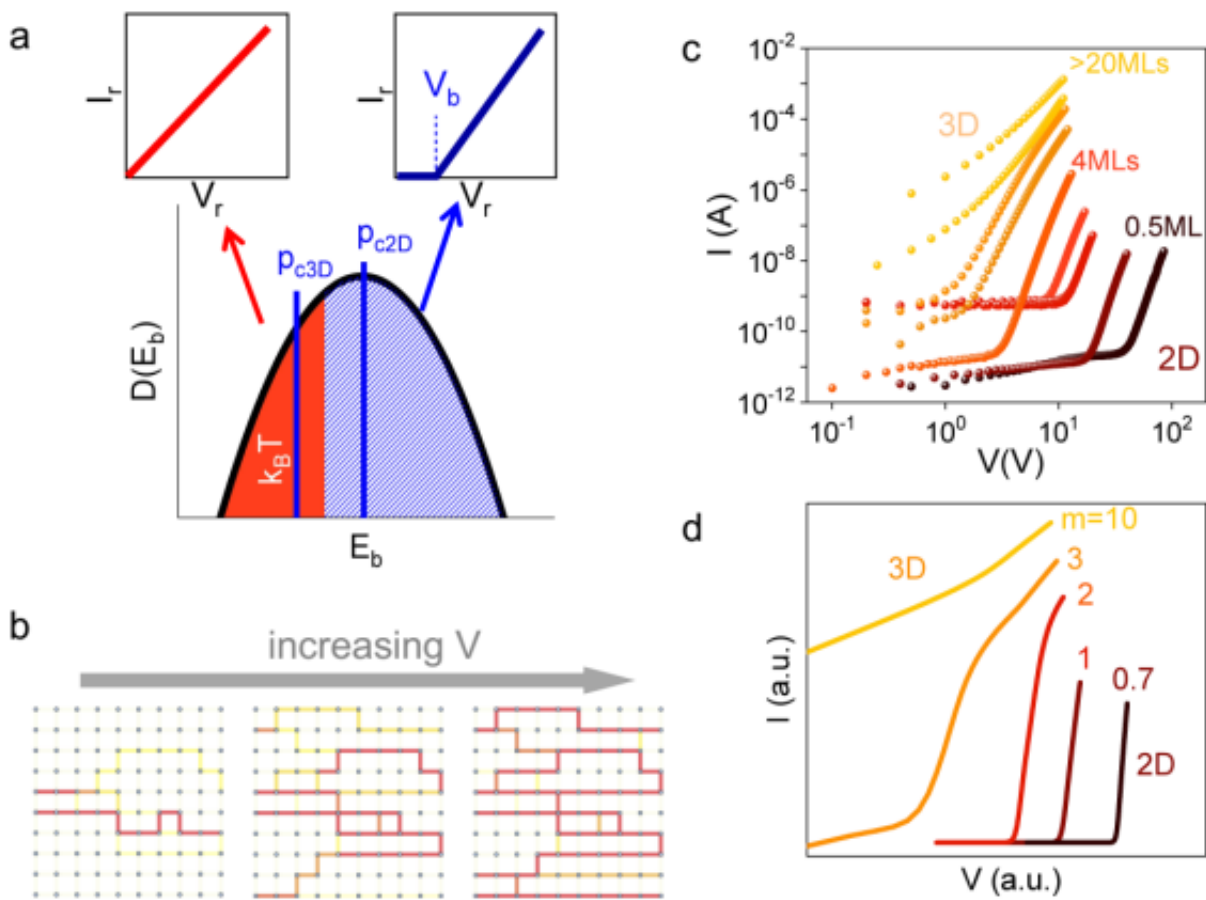 a
I_r
V_r
I_r
V_b
V_r
p_c3D
p_c2D
D(E_b)
k_BT
E_b
b
increasing V
c
I (A)
10^-2
10^-4
10^-6
10^-8
10^-10
10^-12
10^-1
10^0
10^1
10^2
V(V)
>20MLs
3D
4MLs
0.5ML
2D
d
I (a.u.)
V (a.u.)
m=10
3D
3
2
1
0.7
2D